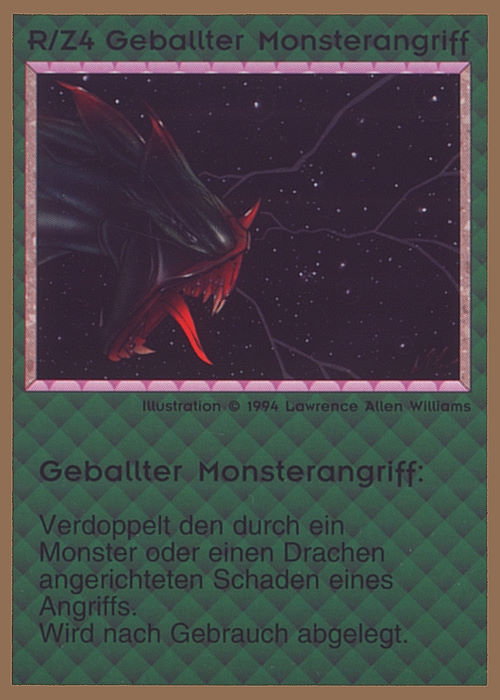 R/Z4 Geballter Monsterangriff
Illustration © 1994 Lawrence Allen Williams
Geballter Monsterangriff:
Verdoppelt den durch ein
Monster oder einen Drachen
angerichteten Schaden eines
Angriffs.
Wird nach Gebrauch abgelegt.